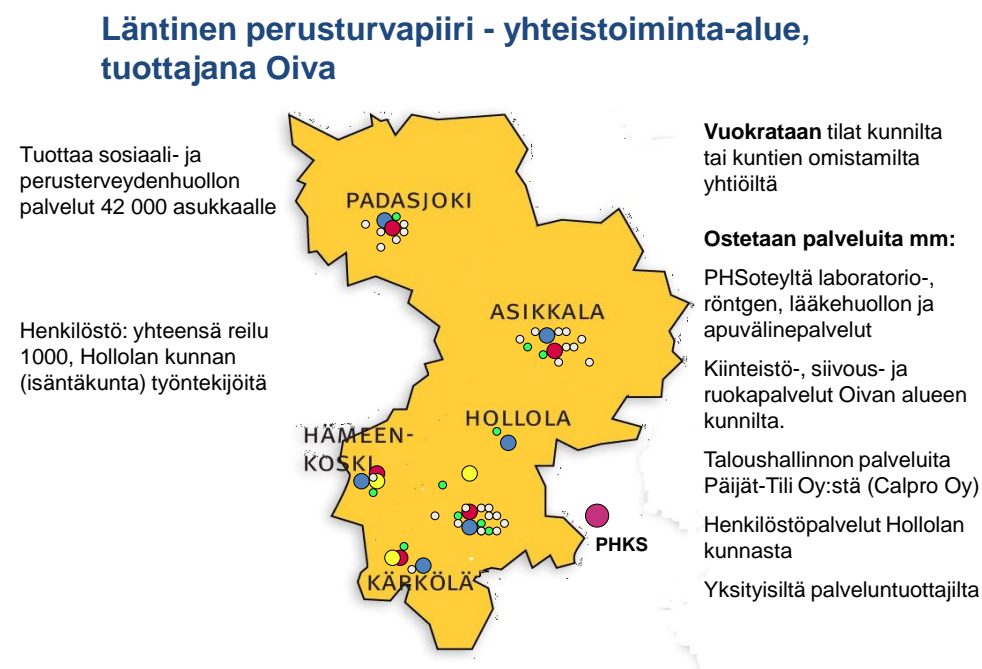 Läntinen perusturvapiiri - yhteistoiminta-alue,
tuottajana Oiva
Tuottaa sosiaali- ja
perusterveydenhuollon
palvelut 42 000 asukkaalle
Henkilöstö: yhteensä reilu
1000, Hollolan kunnan
(isäntäkunta) työntekijöitä
PADASJOKI
ASIKKALA
HOLLOLA
HÄMEEN-
KOSKI
KÄRKÖLÄ
PHKS
Vuokrataan tilat kunnilta
tai kuntien omistamilta
yhtiöiltä
Ostetaan palveluita mm:
PHSoteyltä laboratorio-,
röntgen, lääkehuollon ja
apuvälinepalvelut
Kiinteistö-, siivous- ja
ruokapalvelut Oivan alueen
kunnilta.
Taloushallinnon palveluita
Päijät-Tili Oy:stä (Calpro Oy)
Henkilöstöpalvelut Hollolan
kunnasta
Yksityisiltä palveluntuottajilta